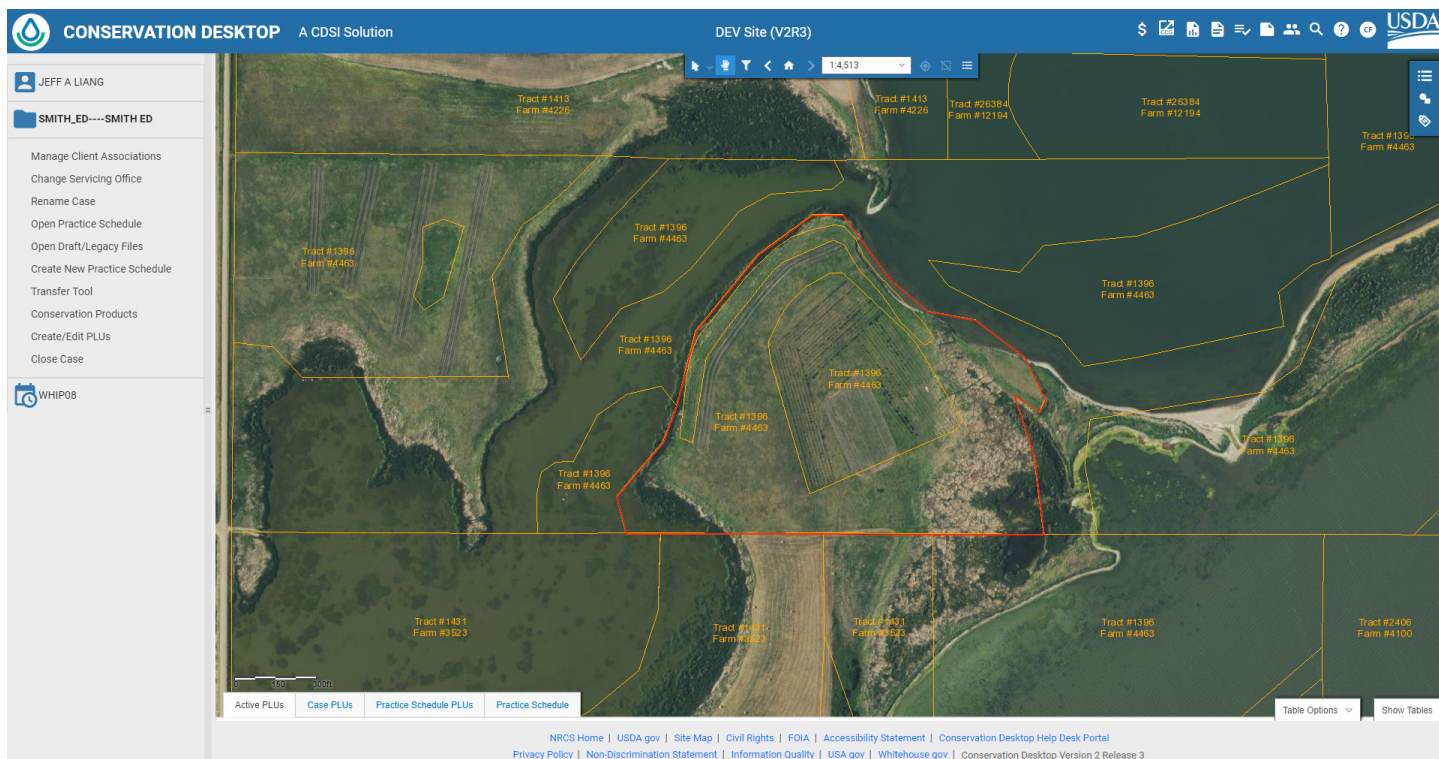 CONSERVATION DESKTOP A CDSI Solution
DEV Site (V2R3)
$
CDS
?
CF
USDA
JEFF A LIANG
SMITH_ED----SMITH ED
Manage Client Associations
Change Servicing Office
Rename Case
Open Practice Schedule
Open Draft/Legacy Files
Create New Practice Schedule
Transfer Tool
Conservation Products
Create/Edit PLUs
Close Case
WHIP08
1:4,513
Tract #1413
Farm #4226
Tract #1413
Farm #4226
Tract #26384
Farm #12194
Tract #26384
Farm #12194
Farm #4463
Tract #1396
Farm #4463
Tract #1396
Farm #4463
Tract #1396
Farm #4463
Tract #1396
Farm #4463
Tract #1396
Farm #4463
Tract #1396
Farm #4463
Tract #1396
Farm #4463
Tract #1396
Farm #4463
Tract #1431
Farm #3523
Tract #1431
Farm #3523
Tract #1431
Farm #3523
Tract #1396
Farm #4463
Tract #2406
Farm #4100
0 150 300ft
Active PLUs
Case PLUs
Practice Schedule PLUs
Practice Schedule
Table Options
Show Tables
NRCS Home | USDA gov | Site Map | Civil Rights | FOIA | Accessibility Statement | Conservation Desktop Help Desk Portal
Privacy Policy | Non-Discrimination Statement | Information Quality | USA gov | Whitehouse gov | Conservation Desktop Version 2 Release 3